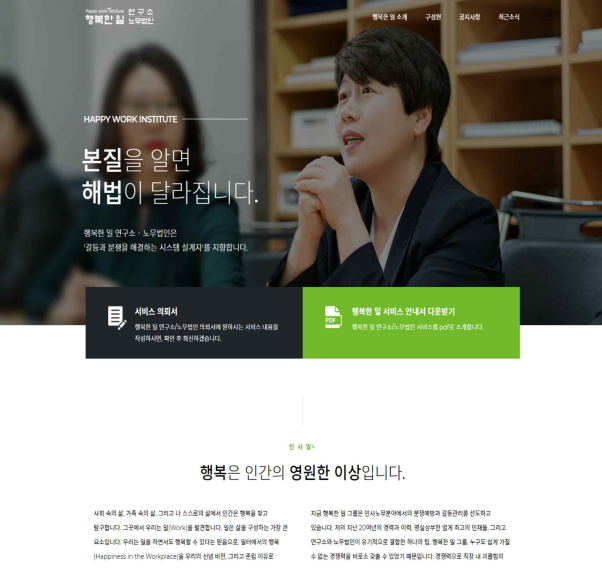 Happy work Institute
행복한 일 연구소
노무법인
행복한 일 소개
구성원
공지사항
최근소식
HAPPY WORK INSTITUTE
본질을 알면
해법이 달라집니다.
행복한 일 연구소 · 노무법인은
'갈등과 분쟁을 해결하는 시스템 설계자'를 지향합니다.
서비스 의뢰서
행복한 일 연구소/노무법인 의뢰서에 원하시는 서비스 내용을
작성하시면, 확인 후 회신하겠습니다.
PDF
행복한 일 서비스 안내서 다운받기
행복한 일 연구소/노무법인 서비스를 pdf로 소개합니다.
인사말
행복은 인간의 영원한 이상입니다.
사회 속의 삶, 가족 속의 삶, 그리고 나 스스로의 삶에서 인간은 행복을 찾고
탐구합니다. 그곳에서 우리는 일(Work)을 발견합니다. 일은 삶을 구성하는 가장 큰
요소입니다. 우리는 일을 하면서도 행복할 수 있다는 믿음으로, 일터에서의 행복
(Happiness in the Workplace)을 우리의 신념 비전, 그리고 존립 이유로
지금 행복한 일 그룹은 인사노무분야에서의 분쟁예방과 갈등관리를 선도하고
있습니다. 저의 지난 20여년의 경력과 이력, 명실상부한 업계 최고의 인재들, 그리고
연구소와 노무법인이 유기적으로 결합한 하나의 팀, 행복한 일 그룹, 누구도 쉽게 가질
수 없는 경쟁력을 비로소 갖출 수 있었기 때문입니다. 경쟁력으로 직장 내 괴롭힘의